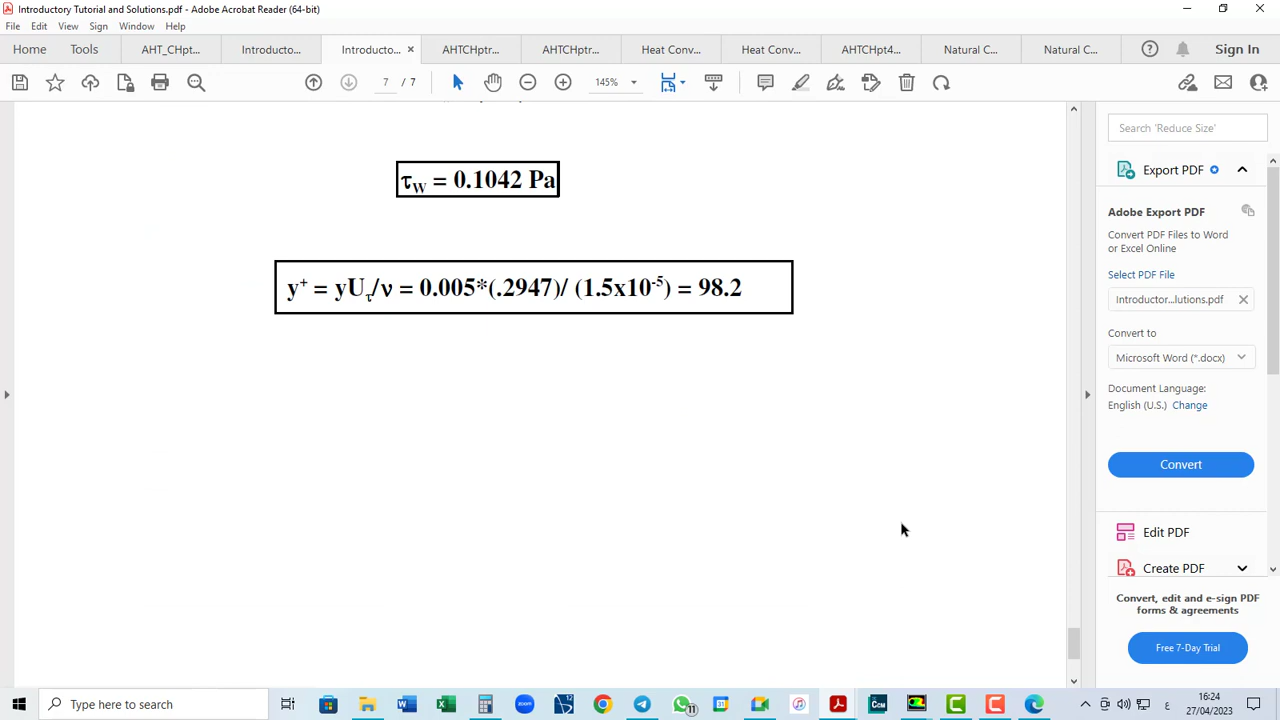 Introductory Tutorial and Solutions.pdf - Adobe Acrobat Reader (64-bit)
File Edit View Sign Window Help
Home Tools AHT_CHpt... Introducto... Introducto... × AHTCHptr... AHTCHptr... Heat Conv... Heat Conv... AHTCHpt4... Natural C... Natural C... Sign In
7 / 7 145%
τW = 0.1042 Pa
y⁺ = yUτ/ν = 0.005*(.2947)/ (1.5x10⁻⁵) = 98.2
Search 'Reduce Size'
Export PDF
Adobe Export PDF
Convert PDF Files to Word
or Excel Online
Select PDF File
Introductor...lutions.pdf
Convert to
Microsoft Word (*.docx)
Document Language:
English (U.S.) Change
Convert
Edit PDF
Create PDF
Convert, edit and e-sign PDF
forms & agreements
Free 7-Day Trial
Type here to search
zoom
11
31
Com
ع
16:24
27/04/2023